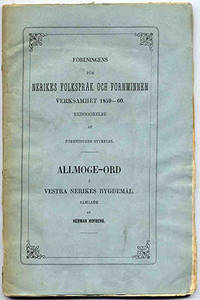 FÖRENINGENS
FÖR
NERIKES FOLKSPRÅK OCH FORNMINNEN
VERKSAMHET 1859–60.
REDOGÖRELSE
AF
FÖRENINGENS STYRELSE.
ALLMOGE-ORD
I
VESTRA NERIKES BYGDEMÅL,
SAMLADE
AF
HERMAN HOFBERG.